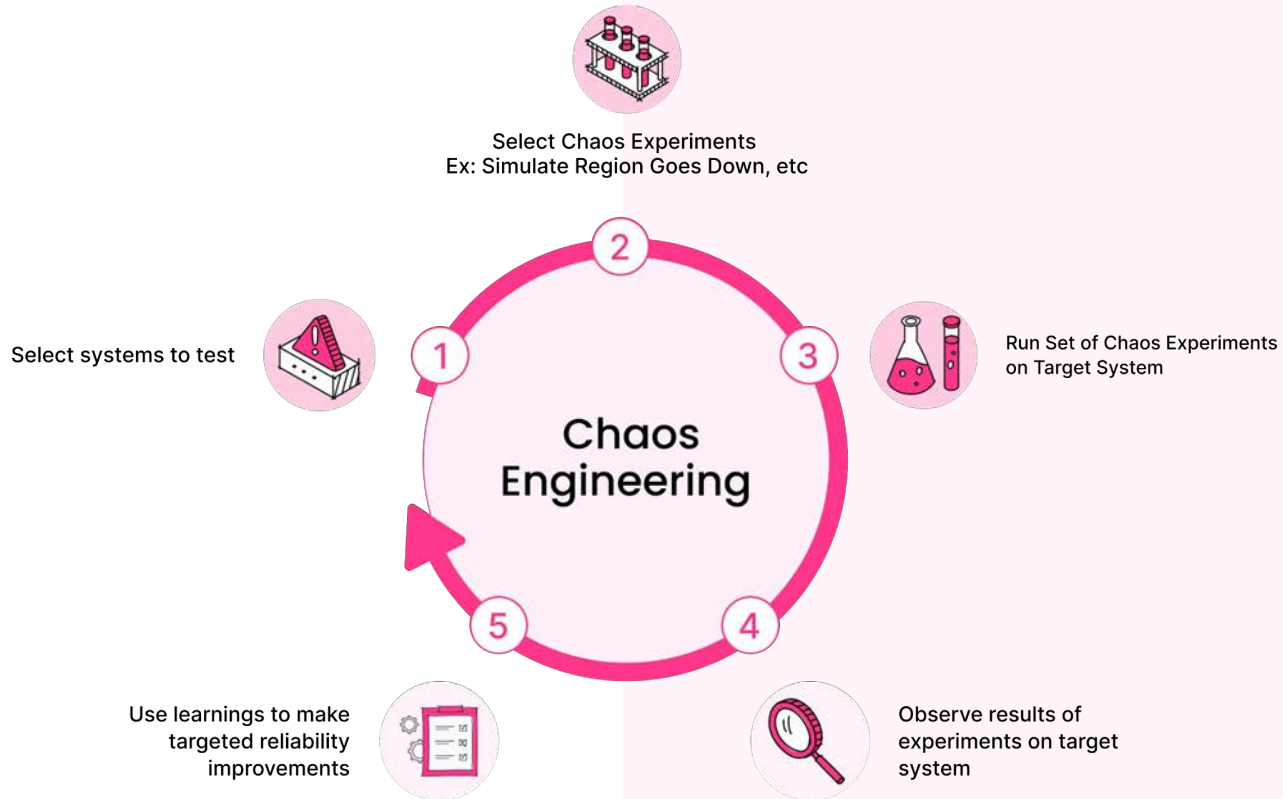 Select Chaos Experiments
Ex: Simulate Region Goes Down, etc
2
Select systems to test
1
3
Run Set of Chaos Experiments
on Target System
Chaos
Engineering
5
4
Use learnings to make
targeted reliability
improvements
Observe results of
experiments on target
system